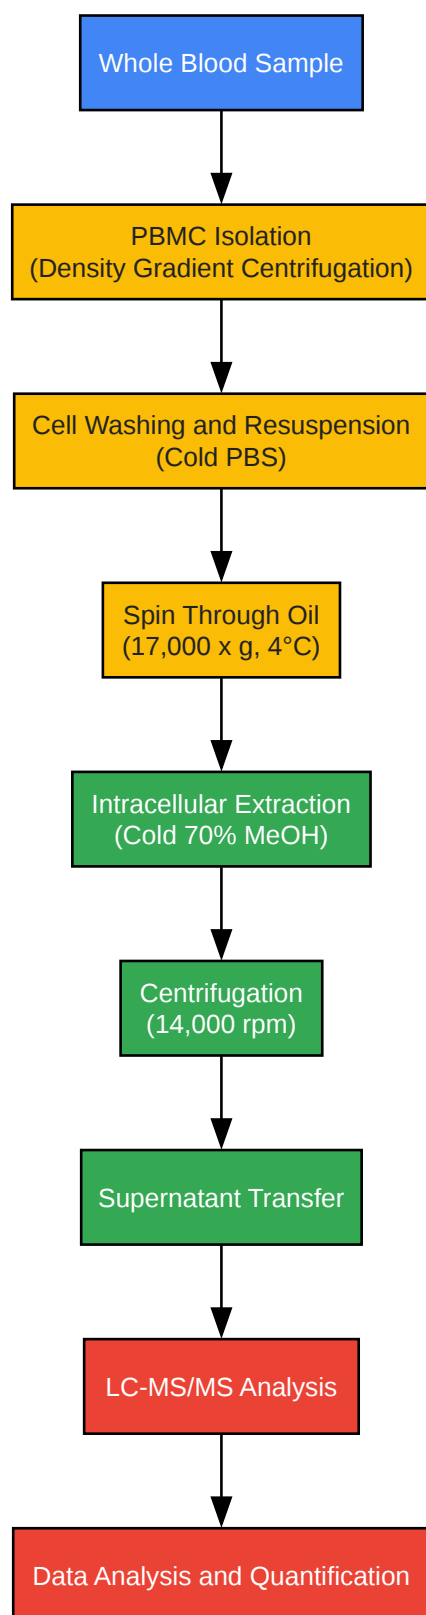 Whole Blood Sample
PBMC Isolation
(Density Gradient Centrifugation)
Cell Washing and Resuspension
(Cold PBS)
Spin Through Oil
(17,000 x g, 4°C)
Intracellular Extraction
(Cold 70% MeOH)
Centrifugation
(14,000 rpm)
Supernatant Transfer
LC-MS/MS Analysis
Data Analysis and Quantification